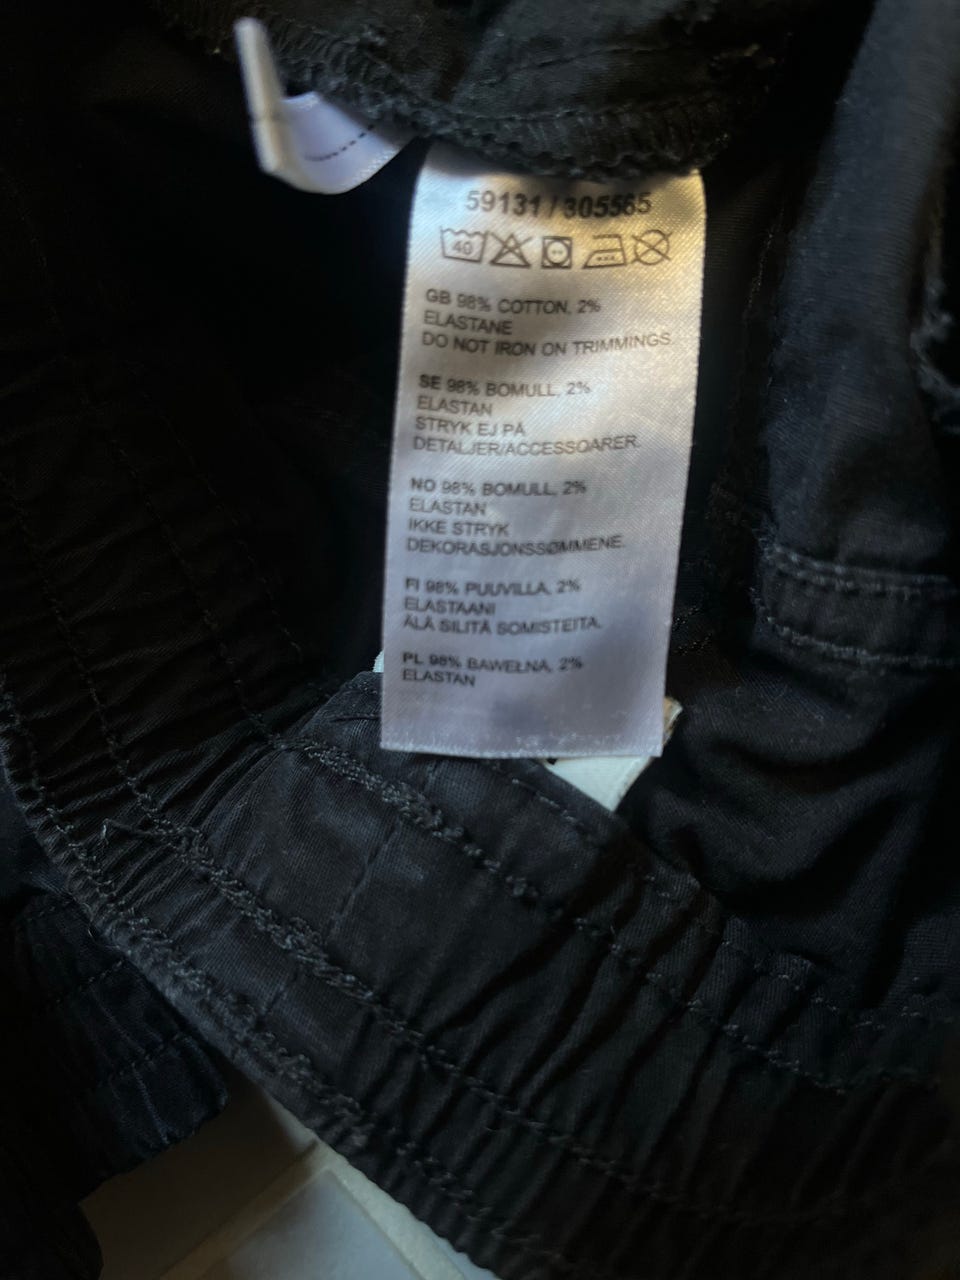 59131 / 305565
40
GB 98% COTTON, 2%
ELASTANE
DO NOT IRON ON TRIMMINGS.
SE 98% BOMULL, 2%
ELASTAN
STRYK EJ PÅ
DETALJER/ACCESSOARER.
NO 98% BOMULL, 2%
ELASTAN
IKKE STRYK
DEKORASJONSSØMMENE.
FI 98% PUUVILLA, 2%
ELASTAANI
ÄLÄ SILITÄ SOMISTEITA.
PL 98% BAWEŁNA, 2%
ELASTAN